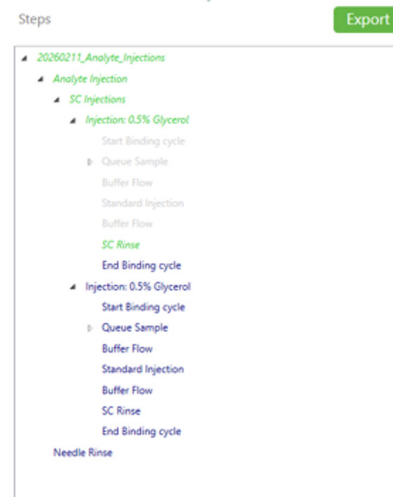 Steps
Export
20260211_Analyte_Injections
Analyte Injection
SC Injections
Injection: 0.5% Glycerol
Start Binding cycle
Queue Sample
Buffer Flow
Standard Injection
Buffer Flow
SC Rinse
End Binding cycle
Injection: 0.5% Glycerol
Start Binding cycle
Queue Sample
Buffer Flow
Standard Injection
Buffer Flow
SC Rinse
End Binding cycle
Needle Rinse